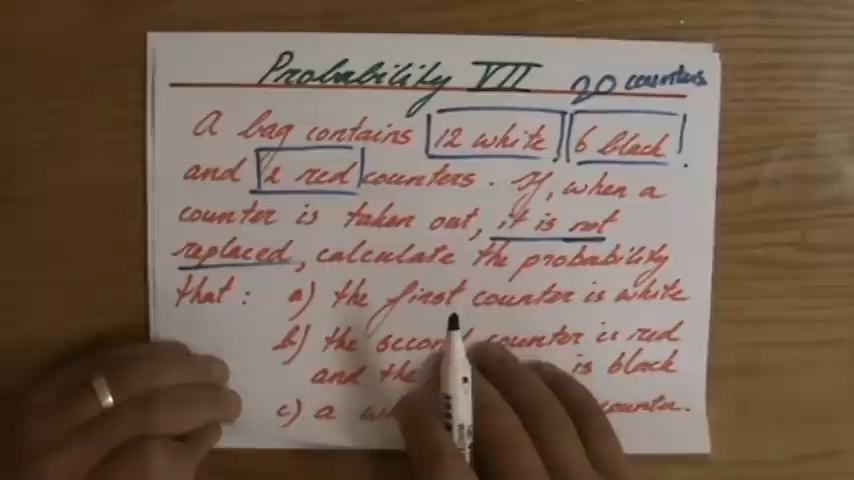 Probability VII
20 counters
A bag contains 12 white 6 black
and 2 red counters. If, when a
counter is taken out, it is not
replaced, calculate the probability
that: a) the first counter is white
b) the second counter is red
and the is black
c) a counter.